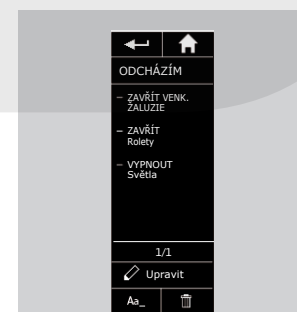 ODCHÁZÍM
– ZAVŘÍT VENK.
ŽALUZIE
– ZAVŘÍT
Rolety
– VYPNOUT
Světla
1/1
Upravit
Aa_